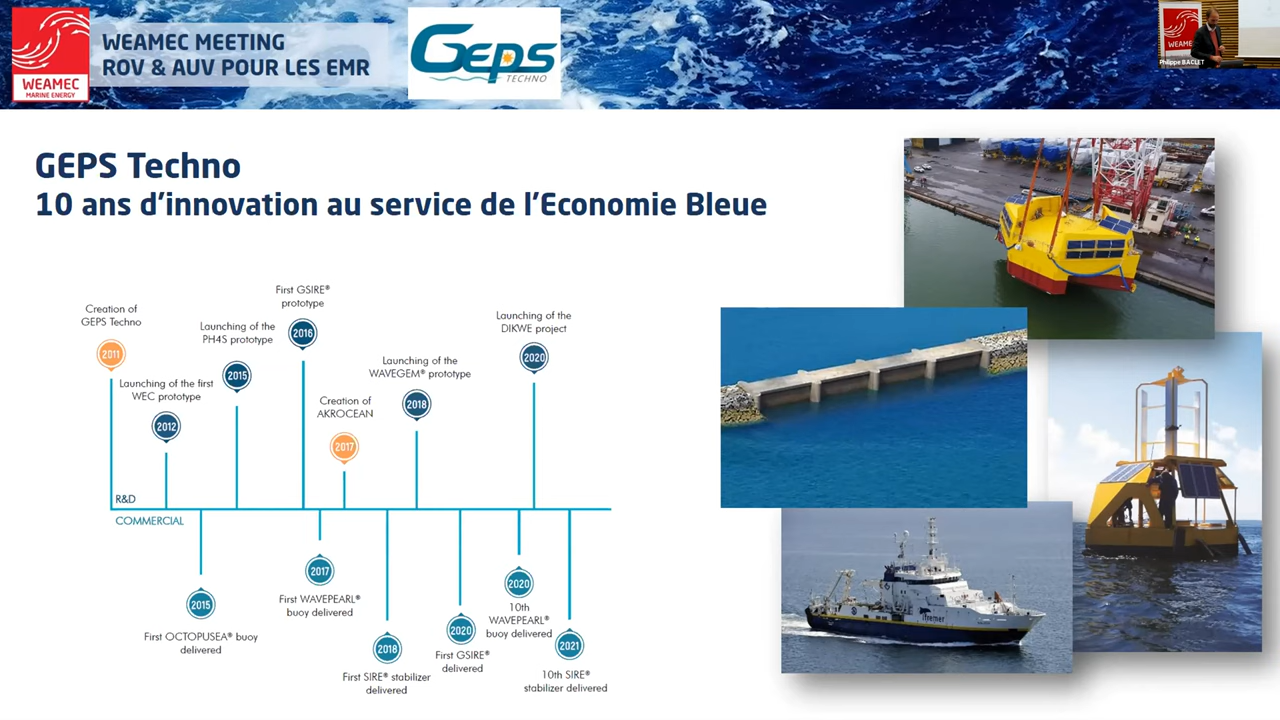 WEAMEC
MARINE ENERGY
WEAMEC MEETING
ROV & AUV POUR LES EMR
Geps
TECHNO
WEAMEC
Philippe BACLET
GEPS Techno
10 ans d'innovation au service de l'Economie Bleue
Creation of
GEPS Techno
2011
Launching of the first
WEC prototype
2012
Launching of the
PH4S prototype
2015
First GSIRE®
prototype
2016
Creation of
AKROCEAN
2017
Launching of the
WAVEGEM® prototype
2018
Launching of the
DIKWE project
2020
R&D
COMMERCIAL
2015
First OCTOPUSEA® buoy
delivered
2017
First WAVEPEARL®
buoy delivered
2018
First SIRE® stabilizer
delivered
2020
First GSIRE®
delivered
2020
10th
WAVEPEARL®
buoy delivered
2021
10th SIRE®
stabilizer delivered
Ifremer